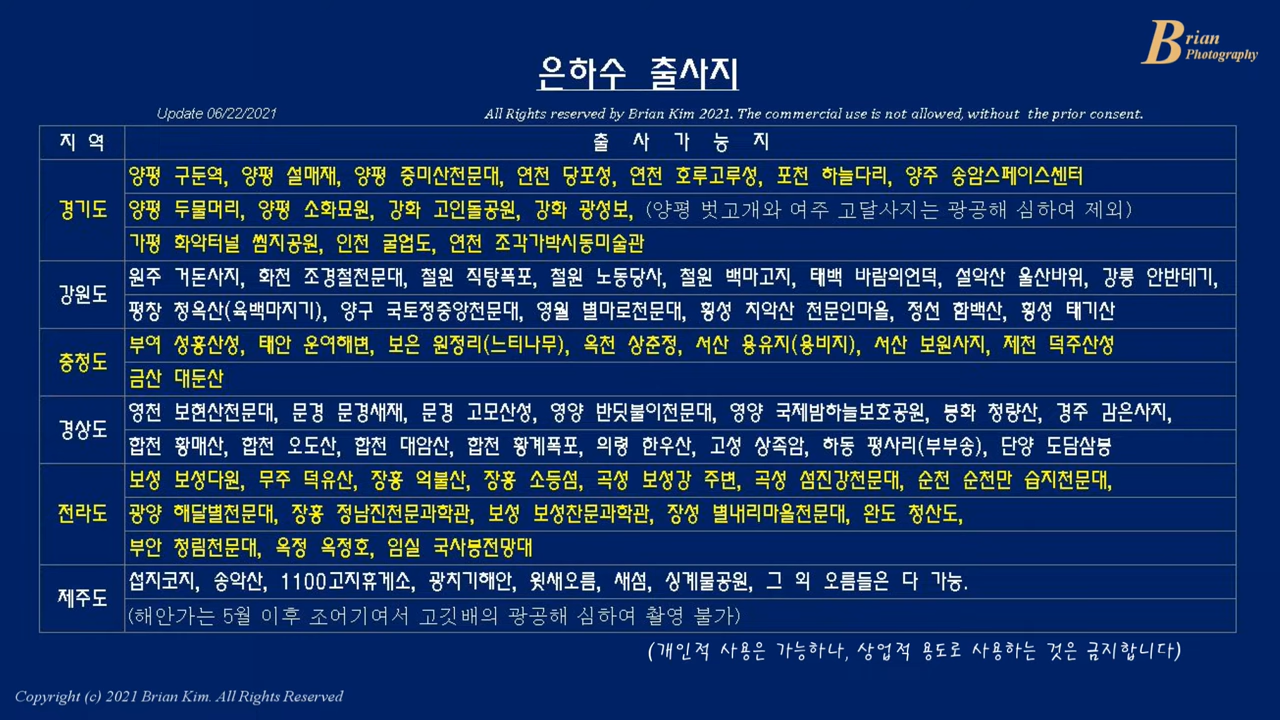 Brian
Photography
은하수 출사지
Update 06/22/2021
All Rights reserved by Brian Kim 2021. The commercial use is not allowed, without the prior consent.
지 역 출 사 가 능 지
경기도
양평 구둔역, 양평 설매재, 양평 중미산천문대, 연천 당포성, 연천 호루고루성, 포천 하늘다리, 양주 송암스페이스센터
양평 두물머리, 양평 소화묘원, 강화 고인돌공원, 강화 광성보, (양평 벗고개와 여주 고달사지는 광공해 심하여 제외)
가평 화악터널 쌈지공원, 인천 굴업도, 연천 조각가박시동미술관
강원도
원주 거돈사지, 화천 조경철천문대, 철원 직탕폭포, 철원 노동당사, 철원 백마고지, 태백 바람의언덕, 설악산 울산바위, 강릉 안반데기,
평창 청옥산(육백마지기), 양구 국토정중앙천문대, 영월 별마로천문대, 횡성 치악산 천문인마을, 정선 함백산, 횡성 태기산
충청도
부여 성흥산성, 태안 운여해변, 보은 원정리(느티나무), 옥천 상춘정, 서산 용유지(용비지), 서산 보원사지, 제천 덕주산성
금산 대둔산
경상도
영천 보현산천문대, 문경 문경새재, 문경 고모산성, 영양 반딧불이천문대, 영양 국제밤하늘보호공원, 봉화 청량산, 경주 감은사지,
합천 황매산, 합천 오도산, 합천 대암산, 합천 황계폭포, 의령 한우산, 고성 상족암, 하동 평사리(부부송), 단양 도담삼봉
전라도
보성 보성다원, 무주 덕유산, 장흥 억불산, 장흥 소등섬, 곡성 보성강 주변, 곡성 섬진강천문대, 순천 순천만 습지천문대,
광양 해달별천문대, 장흥 정남진천문과학관, 보성 보성찬문과학관, 장성 별내리마을천문대, 완도 청산도,
부안 청림천문대, 옥정 옥정호, 임실 국사봉전망대
제주도
섭지코지, 송악산, 1100고지휴게소, 광치기해안, 윗새오름, 새섬, 싱계물공원, 그 외 오름들은 다 가능.
(해안가는 5월 이후 조어기여서 고깃배의 광공해 심하여 촬영 불가)
(개인적 사용은 가능하나, 상업적 용도로 사용하는 것은 금지합니다)
Copyright (c) 2021 Brian Kim. All Rights Reserved